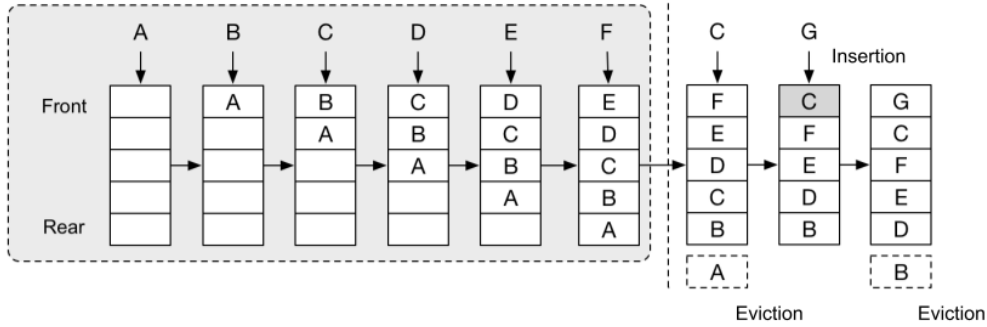 A B C D E F C G
Insertion
Front A B C D E F C G
A B C D E F C
A B C D E F
A B C D E
Rear A B B D
A B
Eviction Eviction